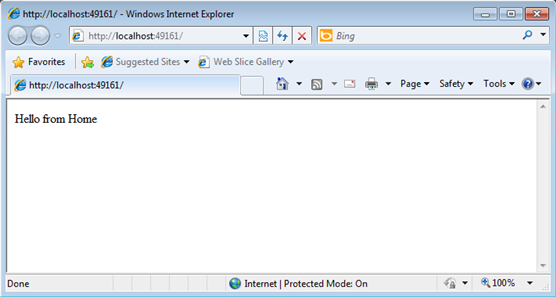 http://localhost:49161/ - Windows Internet Explorer
http://localhost:49161/
Bing
Favorites
Suggested Sites
Web Slice Gallery
http://localhost:49161/
Page
Safety
Tools
Hello from Home
Done
Internet | Protected Mode: On
100%